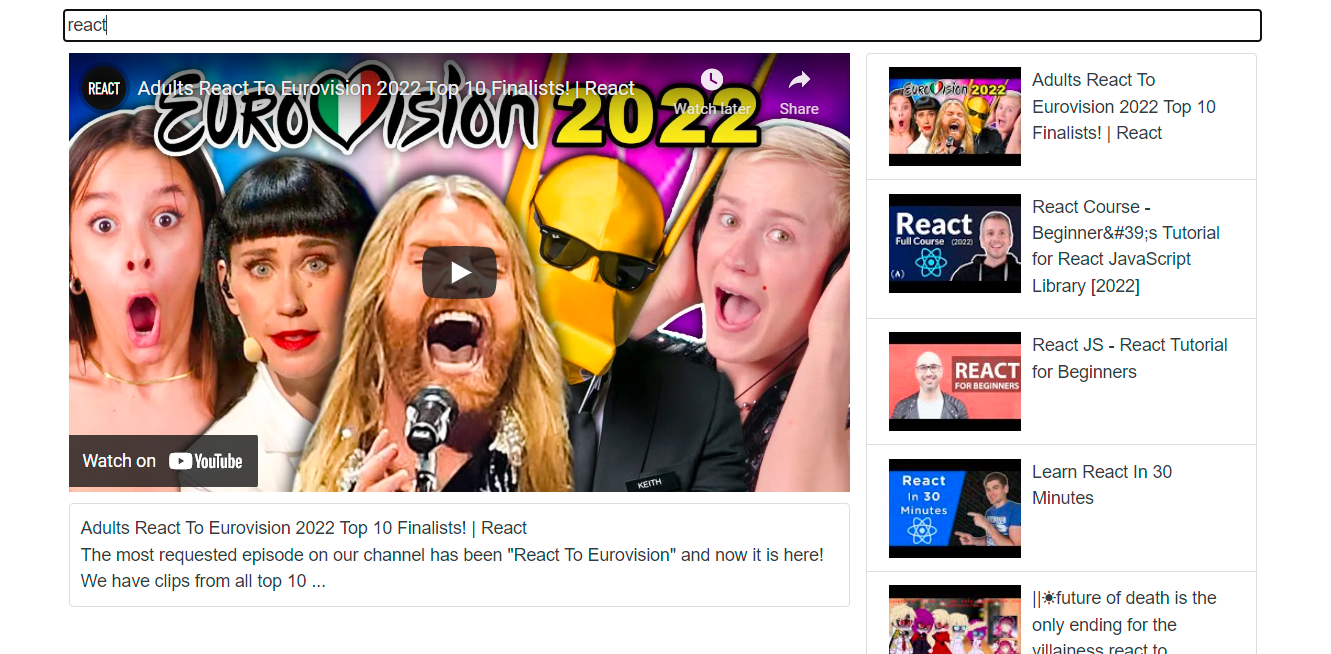 react
REACT
Adults React To Eurovision 2022 Top 10 Finalists! | React
Watch later
Share
EUROVISION 2022
KEITH
Watch on YouTube
Adults React To Eurovision 2022 Top 10 Finalists! | React
The most requested episode on our channel has been "React To Eurovision" and now it is here!
We have clips from all top 10 ...
EUROVISION 2022
Adults React To
Eurovision 2022 Top 10
Finalists! | React
React
Full Course (2022)
React Course -
Beginner&#39;s Tutorial
for React JavaScript
Library [2022]
REACT
FOR BEGINNERS
React JS - React Tutorial
for Beginners
React
In 30
Minutes
Learn React In 30
Minutes
||☀future of death is the
only ending for the
villainess react to